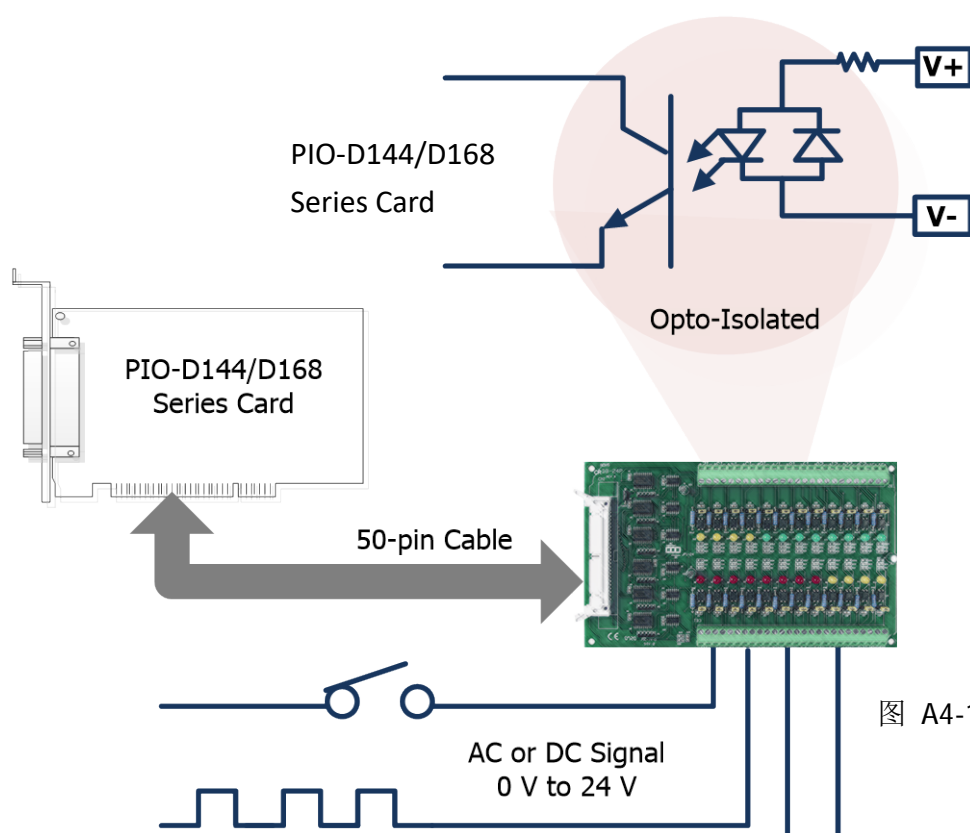 V+
PIO-D144/D168
Series Card
V-
Opto-Isolated
PIO-D144/D168
Series Card
50-pin Cable
图 A4-
AC or DC Signal
0 V to 24 V